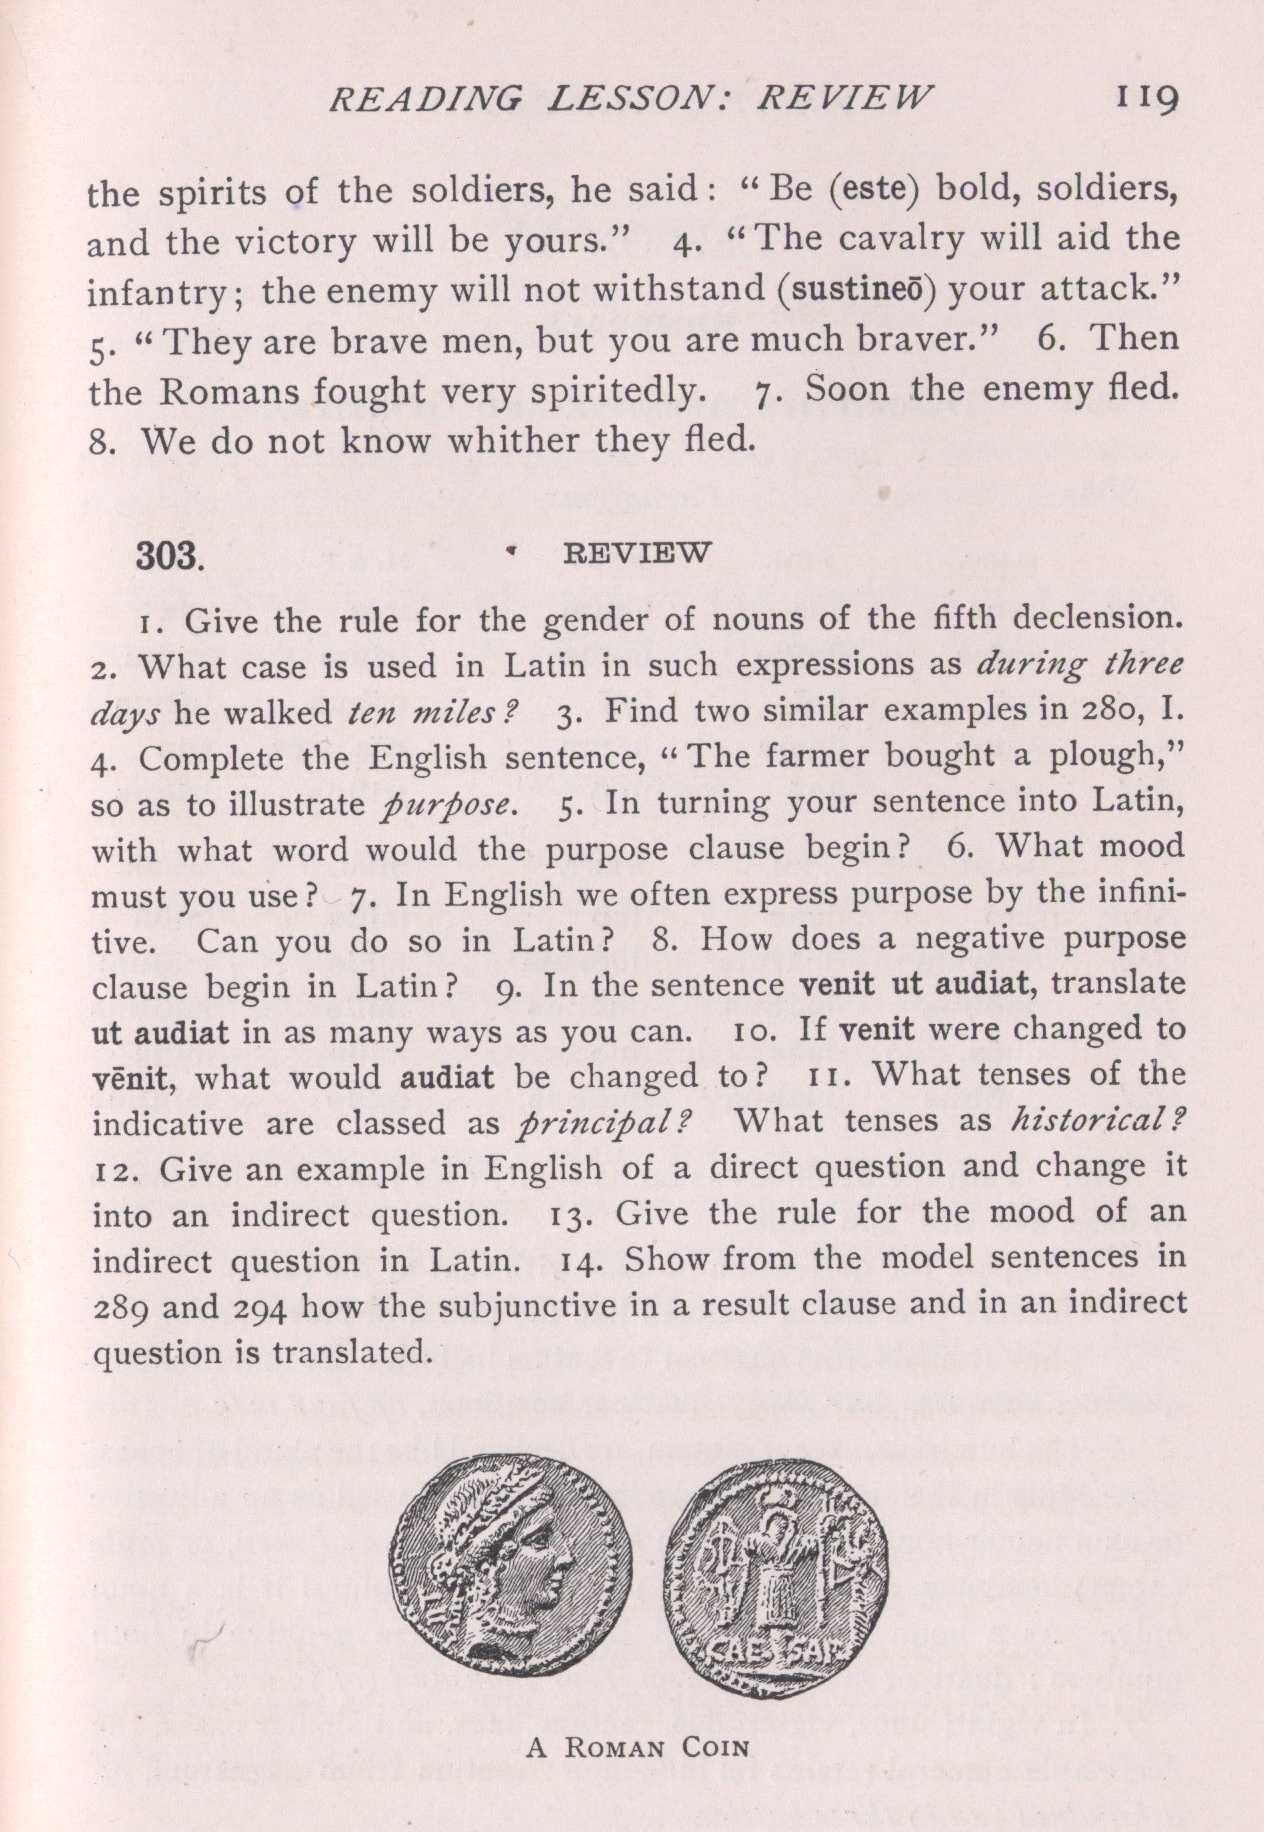 READING LESSON: REVIEW 119
the spirits of the soldiers, he said: “Be (este) bold, soldiers,
and the victory will be yours.” 4. “The cavalry will aid the
infantry; the enemy will not withstand (sustineō) your attack.”
5. “They are brave men, but you are much braver.” 6. Then
the Romans fought very spiritedly. 7. Soon the enemy fled.
8. We do not know whither they fled.
303. REVIEW
1. Give the rule for the gender of nouns of the fifth declension.
2. What case is used in Latin in such expressions as during three
days he walked ten miles? 3. Find two similar examples in 280, I.
4. Complete the English sentence, “The farmer bought a plough,”
so as to illustrate purpose. 5. In turning your sentence into Latin,
with what word would the purpose clause begin? 6. What mood
must you use? 7. In English we often express purpose by the infini-
tive. Can you do so in Latin? 8. How does a negative purpose
clause begin in Latin? 9. In the sentence venit ut audiat, translate
ut audiat in as many ways as you can. 10. If venit were changed to
vēnit, what would audiat be changed to? 11. What tenses of the
indicative are classed as principal? What tenses as historical?
12. Give an example in English of a direct question and change it
into an indirect question. 13. Give the rule for the mood of an
indirect question in Latin. 14. Show from the model sentences in
289 and 294 how the subjunctive in a result clause and in an indirect
question is translated.
CAESAR
A ROMAN COIN